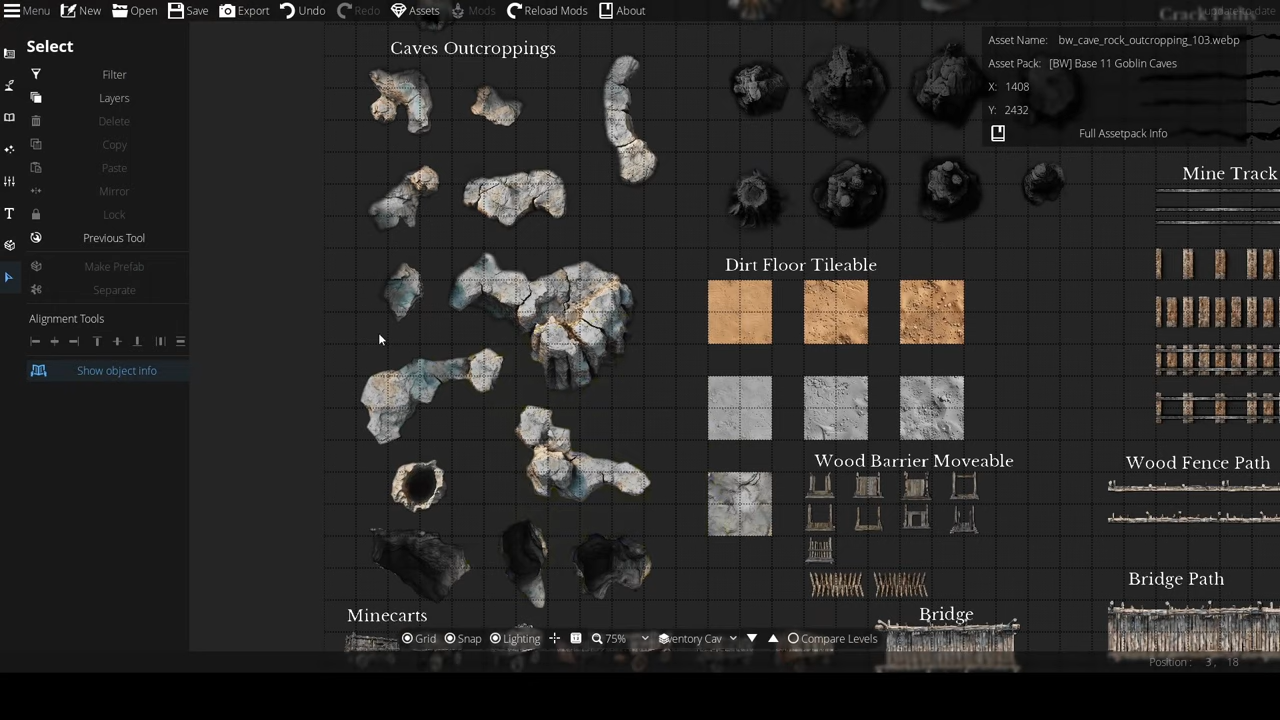 Menu New Open Save Export Undo Redo Assets Mods Reload Mods About
Select
Filter
Layers
Delete
Copy
Paste
Mirror
Lock
Previous Tool
Make Prefab
Separate
Alignment Tools
Show object info
Caves Outcroppings
Asset Name: bw_cave_rock_outcropping_103.webp
Asset Pack: [BW] Base 11 Goblin Caves
X: 1408
Y: 2432
Full Assetpack Info
Mine Track
Dirt Floor Tileable
Wood Barrier Moveable
Wood Fence Path
Bridge Path
Minecarts
Bridge
Grid Snap Lighting 75% nventory Cav Compare Levels
Position: 3, 18